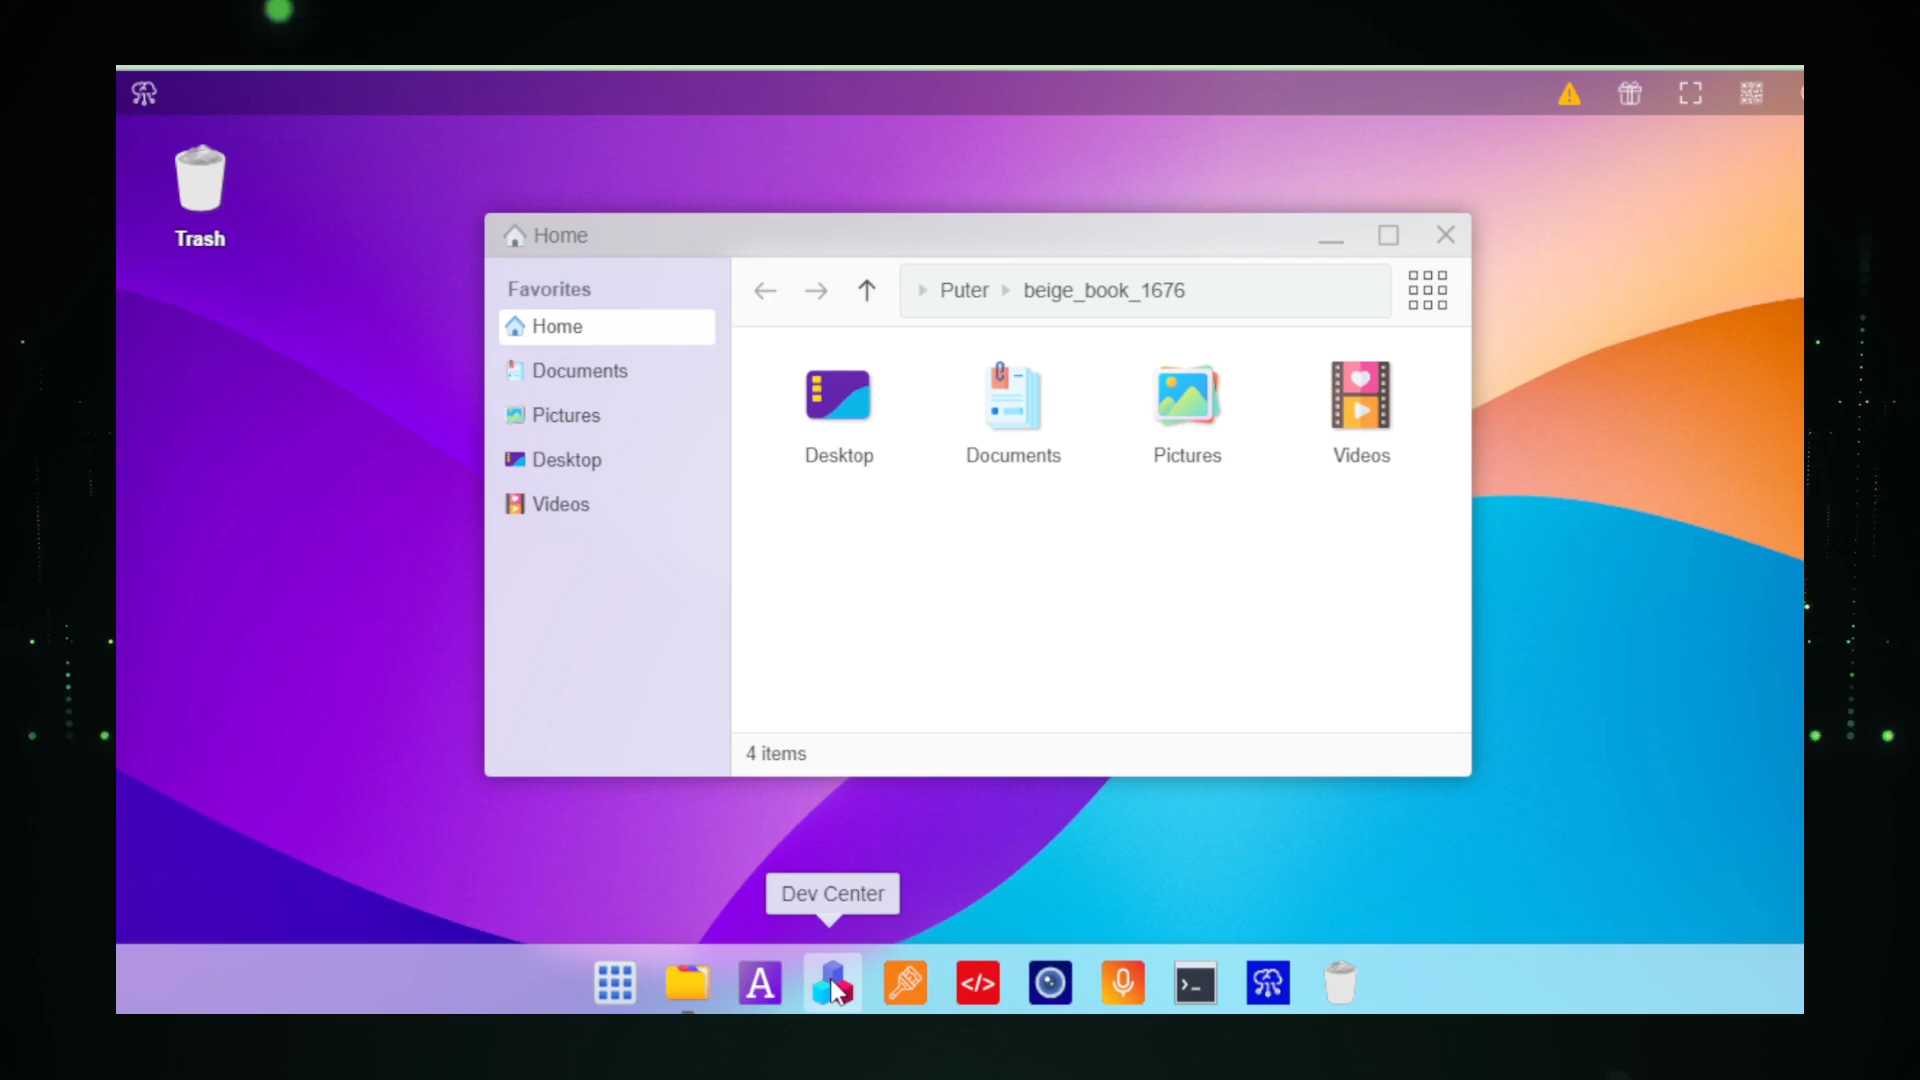 Trash
Home
Favorites
Home
Documents
Pictures
Desktop
Videos
Puter beige_book_1676
Desktop Documents Pictures Videos
4 items
Dev Center
A </> >_